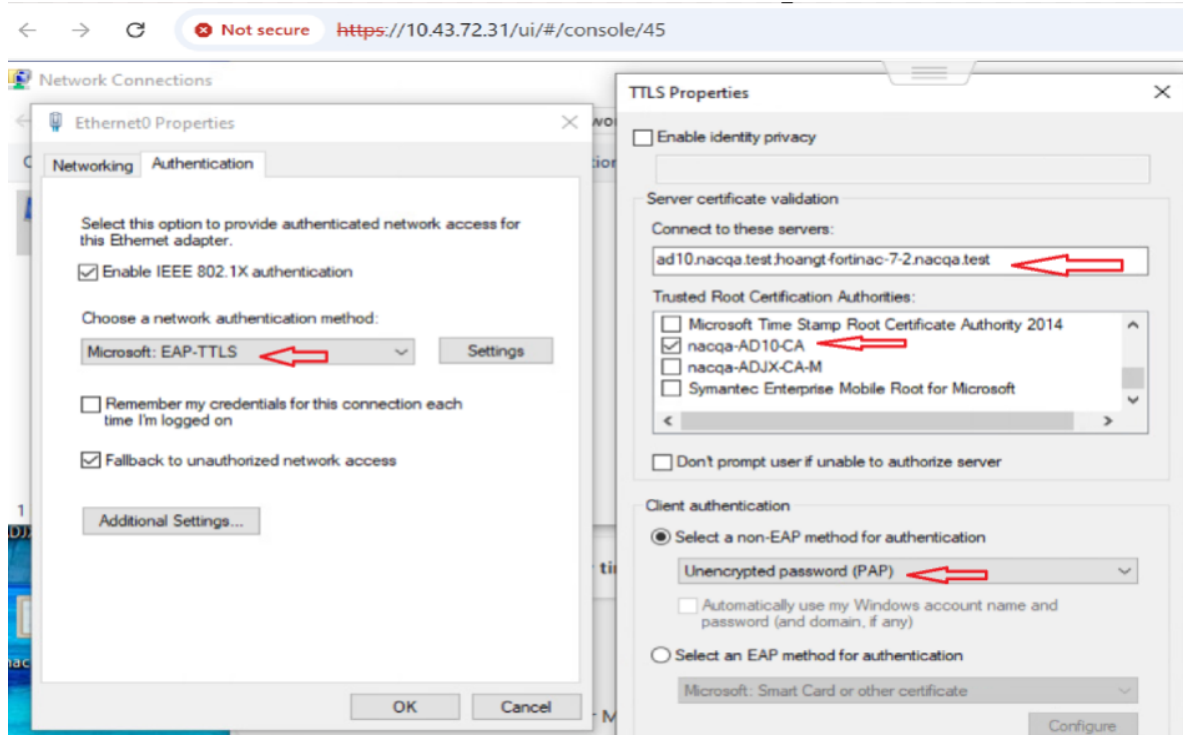 Not secure https://10.43.72.31/ui/#/console/45
Network Connections
Ethernet0 Properties
Networking Authentication
Select this option to provide authenticated network access for
this Ethernet adapter.
Enable IEEE 802.1X authentication
Choose a network authentication method:
Microsoft: EAP-TTLS Settings
Remember my credentials for this connection each
time I'm logged on
Fallback to unauthorized network access
Additional Settings...
OK Cancel
TTLS Properties
Enable identity privacy
Server certificate validation
Connect to these servers:
ad10.nacqa.test;hoangt-fortinac-7-2.nacqa.test
Trusted Root Certification Authorities:
Microsoft Time Stamp Root Certificate Authority 2014
nacqa-AD10-CA
nacqa-ADJX-CA-M
Symantec Enterprise Mobile Root for Microsoft
Don't prompt user if unable to authorize server
Client authentication
Select a non-EAP method for authentication
Unencrypted password (PAP)
Automatically use my Windows account name and
password (and domain, if any)
Select an EAP method for authentication
Microsoft: Smart Card or other certificate
Configure